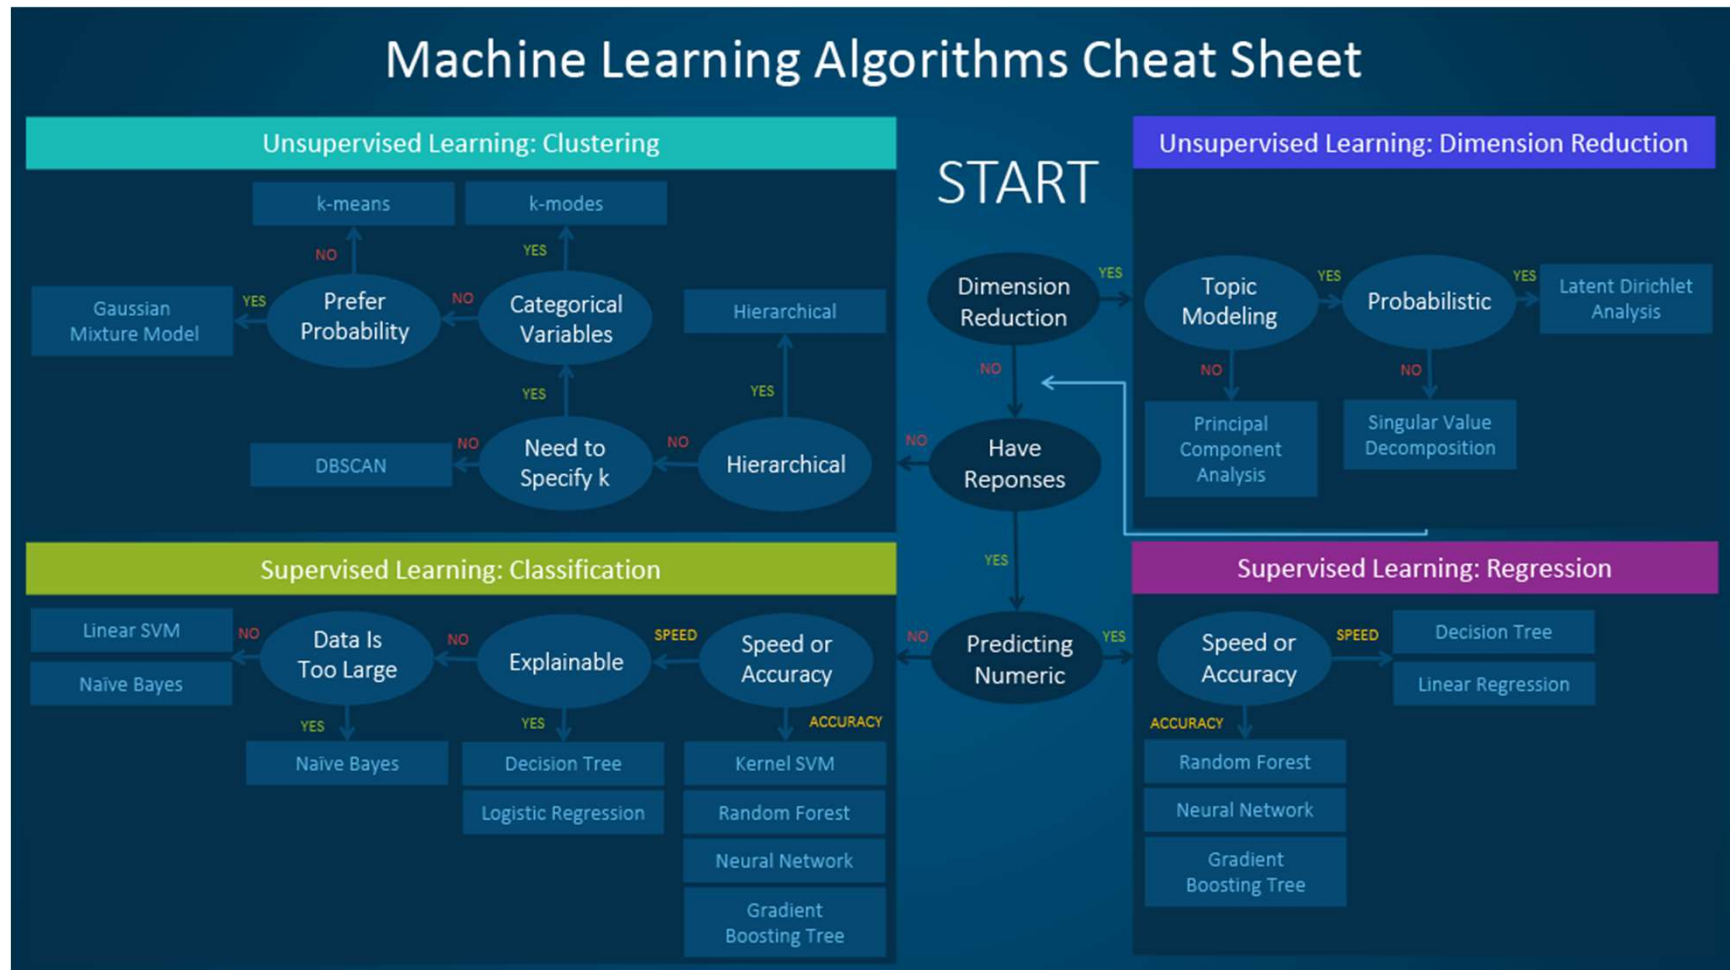 Machine Learning Algorithms Cheat Sheet
Unsupervised Learning: Clustering
k-means
k-modes
NO
YES
Gaussian
Mixture Model
YES
Prefer
Probability
NO
Categorical
Variables
Hierarchical
YES
YES
DBSCAN
NO
Need to
Specify k
NO
Hierarchical
START
Dimension
Reduction
YES
NO
NO
Have
Reponses
YES
NO
Predicting
Numeric
YES
Unsupervised Learning: Dimension Reduction
Topic
Modeling
YES
Probabilistic
YES
Latent Dirichlet
Analysis
NO
NO
Principal
Component
Analysis
Singular Value
Decomposition
Supervised Learning: Classification
Linear SVM
Naïve Bayes
NO
Data Is
Too Large
NO
Explainable
SPEED
Speed or
Accuracy
YES
YES
ACCURACY
Naïve Bayes
Decision Tree
Logistic Regression
Kernel SVM
Random Forest
Neural Network
Gradient
Boosting Tree
Supervised Learning: Regression
Speed or
Accuracy
SPEED
Decision Tree
Linear Regression
ACCURACY
Random Forest
Neural Network
Gradient
Boosting Tree